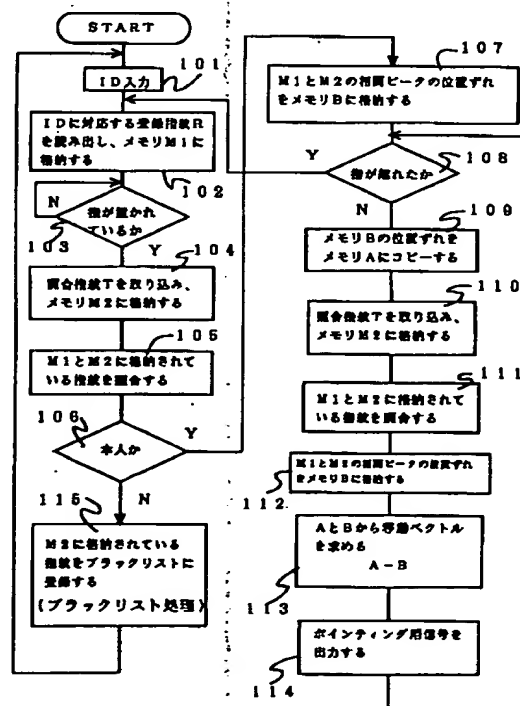 START
101
ID入力
IDに対応する登録指紋R
を読み出し、メモリM1に
格納する
102
N
指が置かれ
ているか
103
Y
104
照合指紋Tを取り込み、
メモリM2に格納する
105
M1とM2に格納されて
いる指紋を照合する
106
本人か
Y
N
115
M2に格納されている
指紋をブラックリストに
登録する
(ブラックリスト処理)
107
M1とM2の相関ピークの位置ずれ
をメモリBに格納する
Y
指が離れたか
108
N
109
メモリBの位置ずれを
メモリAにコピーする
110
照合指紋Tを取り込み、
メモリM2に格納する
111
M1とM2に格納されて
いる指紋を照合する
M1とM2の相関ピークの位置ずれ
をメモリBに格納する
112
AとBから移動ベクトル
を求める
A-B
113
ポインティング用信号を
出力する
114